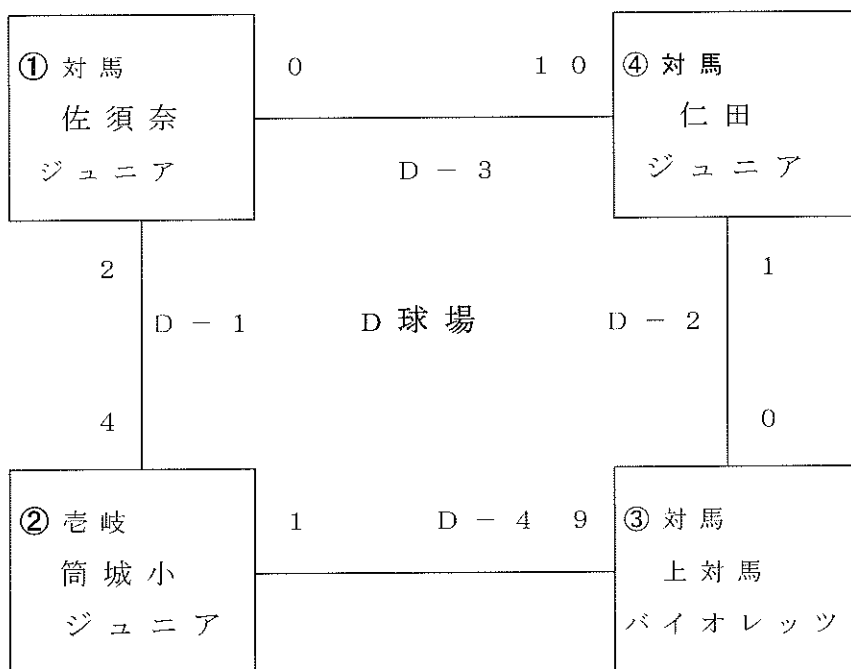 ① 対馬
佐須奈
ジュニア
0
10
④ 対馬
仁田
ジュニア
D-3
2
D-1
4
D 球場
D-2
1
0
② 壱岐
筒城小
ジュニア
1
D-4
9
③ 対馬
上対馬
バイオレッツ